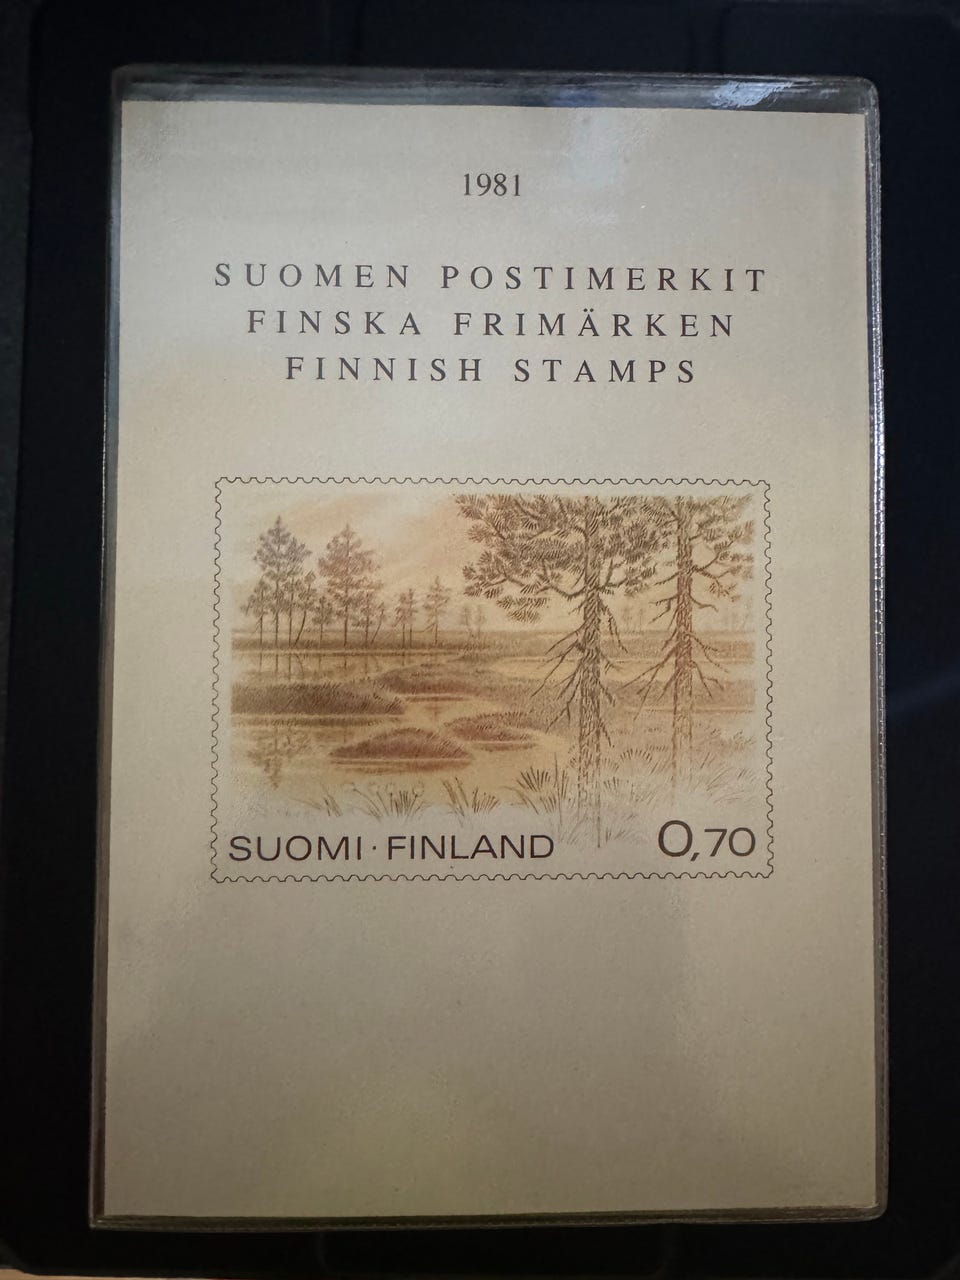 1981
SUOMEN POSTIMERKIT
FINSKA FRIMÄRKEN
FINNISH STAMPS
SUOMI · FINLAND 0,70